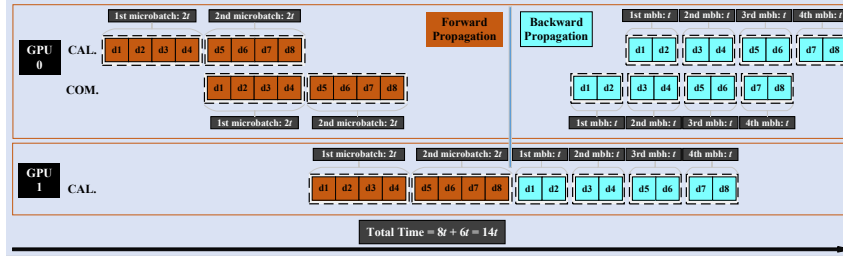 1st microbatch: 2t 2nd microbatch: 2t 1st mbh: t 2nd mbh: t 3rd mbh: t 4th mbh: t
Forward Propagation
Backward Propagation
GPU 0
CAL. d1 d2 d3 d4 d5 d6 d7 d8 d1 d2 d3 d4 d5 d6 d7 d8
COM. d1 d2 d3 d4 d5 d6 d7 d8 d1 d2 d3 d4 d5 d6 d7 d8
1st microbatch: 2t 2nd microbatch: 2t 1st mbh: t 2nd mbh: t 3rd mbh: t 4th mbh: t
1st microbatch: 2t 2nd microbatch: 2t 1st mbh: t 2nd mbh: t 3rd mbh: t 4th mbh: t
GPU 1
CAL. d1 d2 d3 d4 d5 d6 d7 d8 d1 d2 d3 d4 d5 d6 d7 d8
Total Time = 8t + 6t = 14t